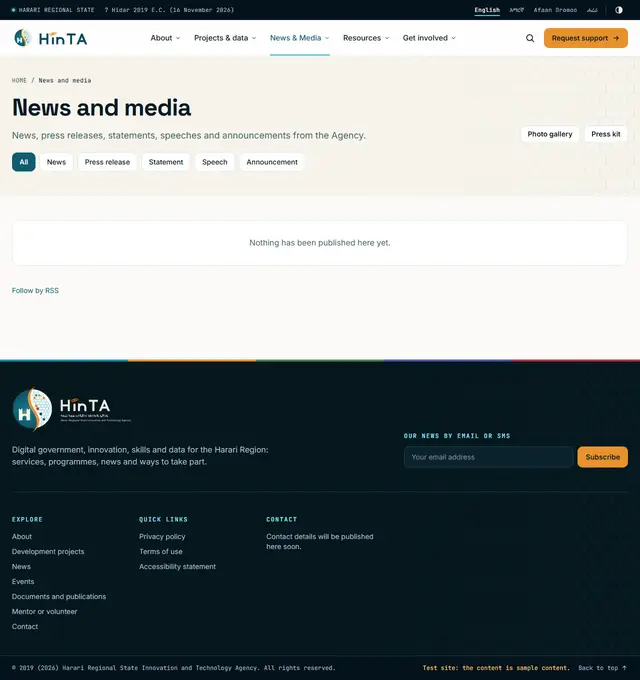 HARARI REGIONAL STATE 7 Hidar 2019 E.C. (16 November 2026)
English አማርኛ Afaan Oromoo
HinTA
About Projects & data News & Media Resources Get involved
Request support →
HOME / News and media
News and media
News, press releases, statements, speeches and announcements from the Agency.
Photo gallery Press kit
All News Press release Statement Speech Announcement
Nothing has been published here yet.
Follow by RSS
HinTA
Digital government, innovation, skills and data for the Harari Region:
services, programmes, news and ways to take part.
OUR NEWS BY EMAIL OR SMS
Your email address Subscribe
EXPLORE
About
Development projects
News
Events
Documents and publications
Mentor or volunteer
Contact
QUICK LINKS
Privacy policy
Terms of use
Accessibility statement
CONTACT
Contact details will be published
here soon.
© 2019 (2026) Harari Regional State Innovation and Technology Agency. All rights reserved.
Test site: the content is sample content. Back to top ↑